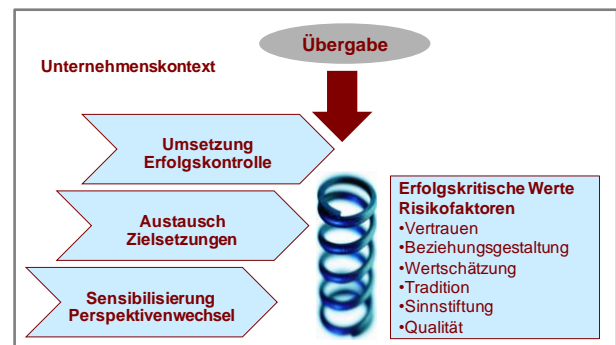 Übergabe
Unternehmenskontext
Umsetzung
Erfolgskontrolle
Austausch
Zielsetzungen
Sensibilisierung
Perspektivenwechsel
Erfolgskritische Werte
Risikofaktoren
•Vertrauen
•Beziehungsgestaltung
•Wertschätzung
•Tradition
•Sinnstiftung
•Qualität